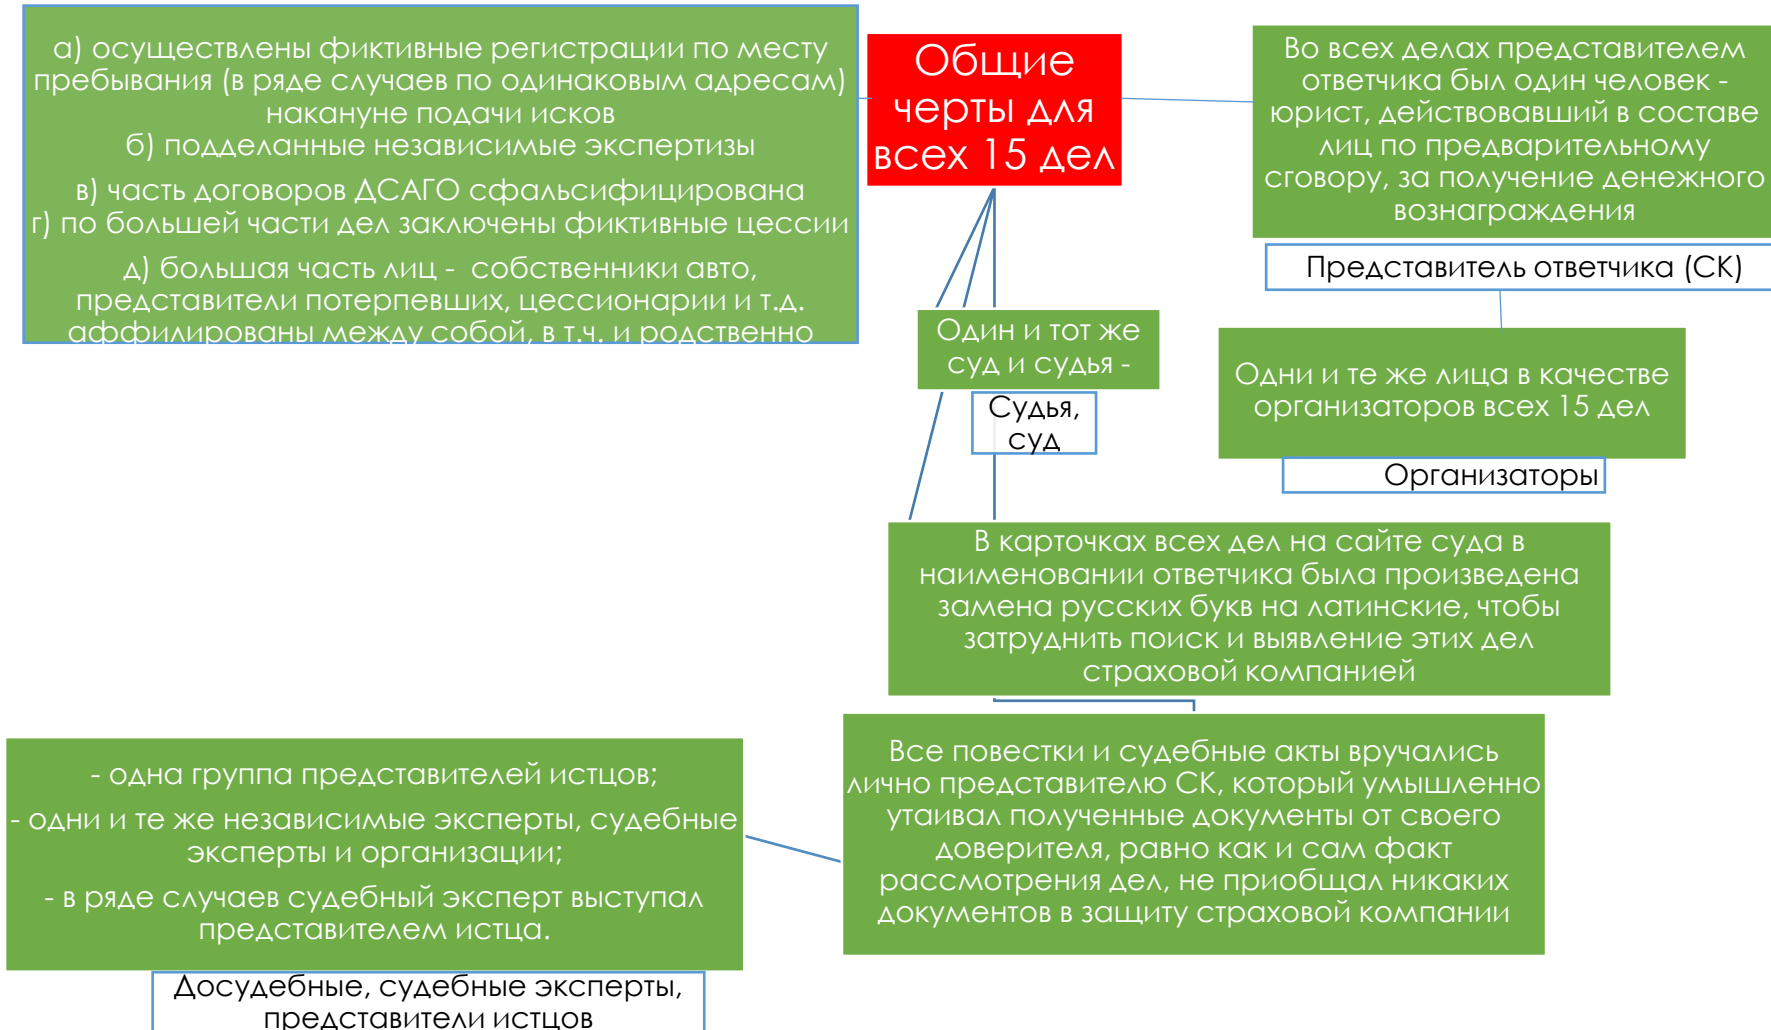 а) осуществлены фиктивные регистрации по месту
пребывания (в ряде случаев по одинаковым адресам)
накануне подачи исков
б) подделанные независимые экспертизы
в) часть договоров ДСАГО сфальсифицирована
г) по большей части дел заключены фиктивные цессии
д) большая часть лиц - собственники авто,
представители потерпевших, цессионарии и т.д.
аффилированы между собой, в т.ч. и родственно
Общие
черты для
всех 15 дел
Во всех делах представителем
ответчика был один человек -
юрист, действовавший в составе
лиц по предварительному
сговору, за получение денежного
вознаграждения
Представитель ответчика (СК)
Один и тот же
суд и судья -
Судья,
суд
Одни и те же лица в качестве
организаторов всех 15 дел
Организаторы
В карточках всех дел на сайте суда в
наименовании ответчика была произведена
замена русских букв на латинские, чтобы
затруднить поиск и выявление этих дел
страховой компанией
Все повестки и судебные акты вручались
лично представителю СК, который умышленно
утаивал полученные документы от своего
доверителя, равно как и сам факт
рассмотрения дел, не приобщал никаких
документов в защиту страховой компании
- одна группа представителей истцов;
- одни и те же независимые эксперты, судебные
эксперты и организации;
- в ряде случаев судебный эксперт выступал
представителем истца.
Досудебные, судебные эксперты,
представители истцов